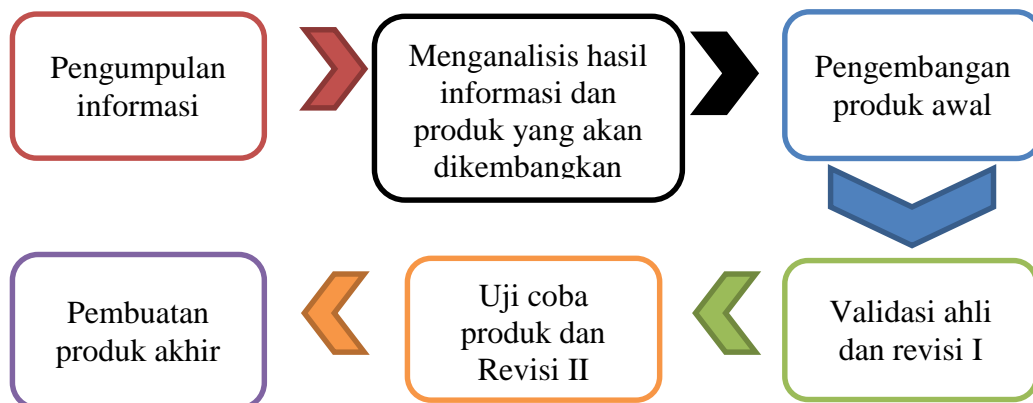 Pengumpulan
informasi
Menganalisis hasil
informasi dan
produk yang akan
dikembangkan
Pengembangan
produk awal
Validasi ahli
dan revisi I
Uji coba
produk dan
Revisi II
Pembuatan
produk akhir